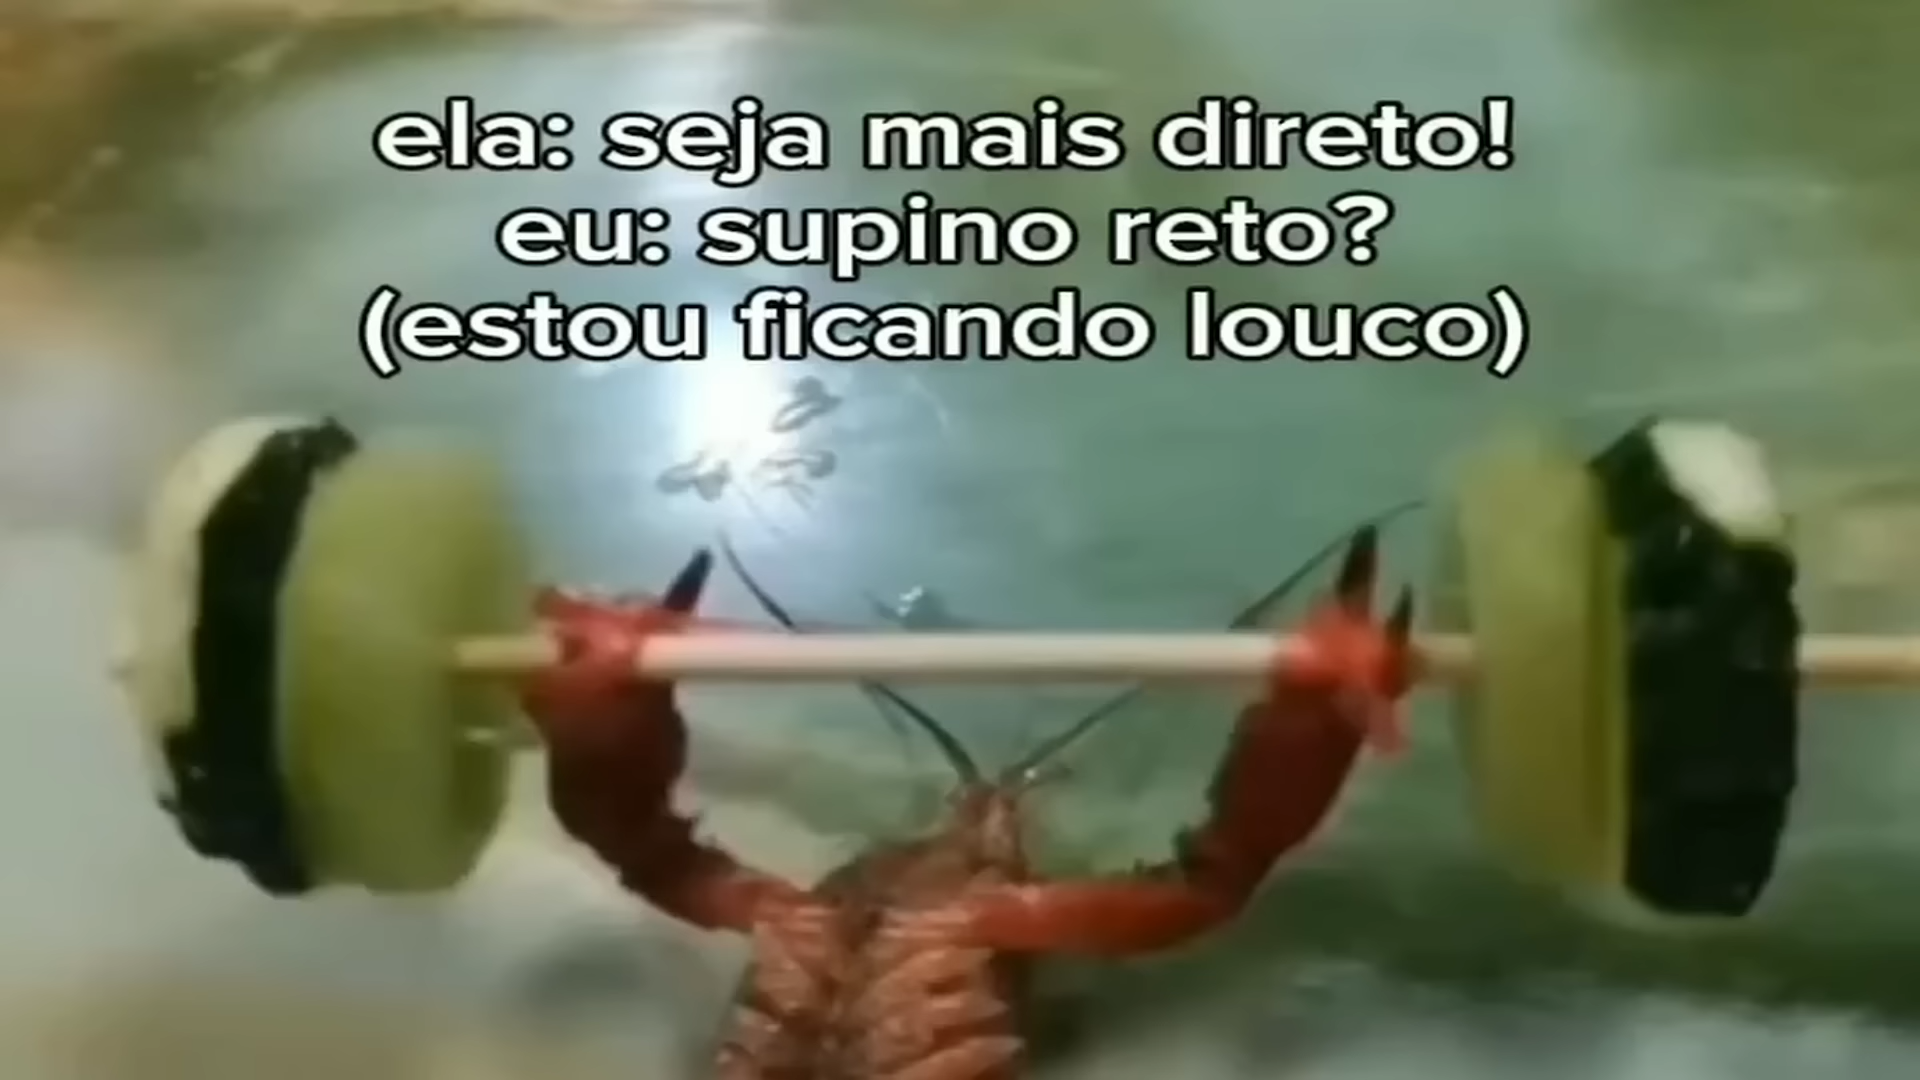 ela: seja mais direto!
eu: supino reto?
(estou ficando louco)